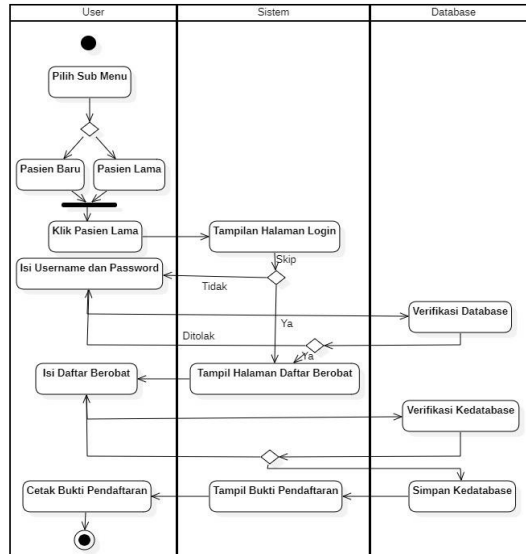 User
Sistem
Database
Pilih Sub Menu
Pasien Baru
Pasien Lama
Klik Pasien Lama
Tampilan Halaman Login
Skip
Isi Username dan Password
Tidak
Verifikasi Database
Ya
Ditolak
Ya
Isi Daftar Berobat
Tampil Halaman Daftar Berobat
Verifikasi Kedatabase
Cetak Bukti Pendaftaran
Tampil Bukti Pendaftaran
Simpan Kedatabase